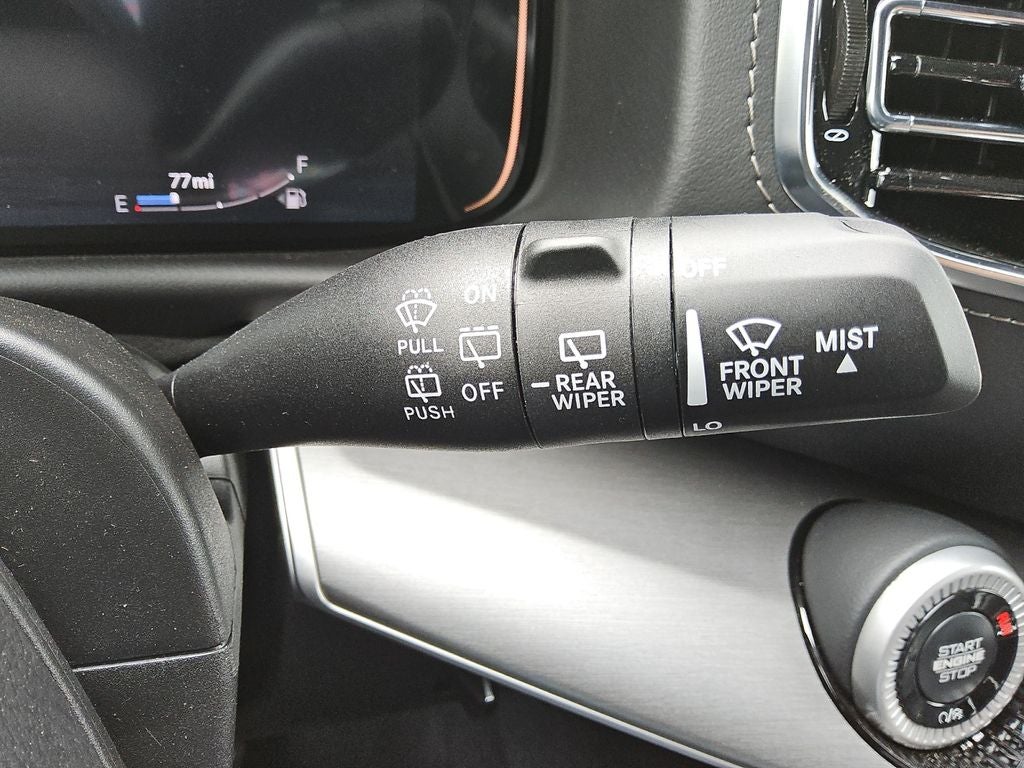 77mi
E
F
ON
PULL
OFF
PUSH
REAR
WIPER
OFF
LO
FRONT
WIPER
MIST
START
ENGINE
STOP